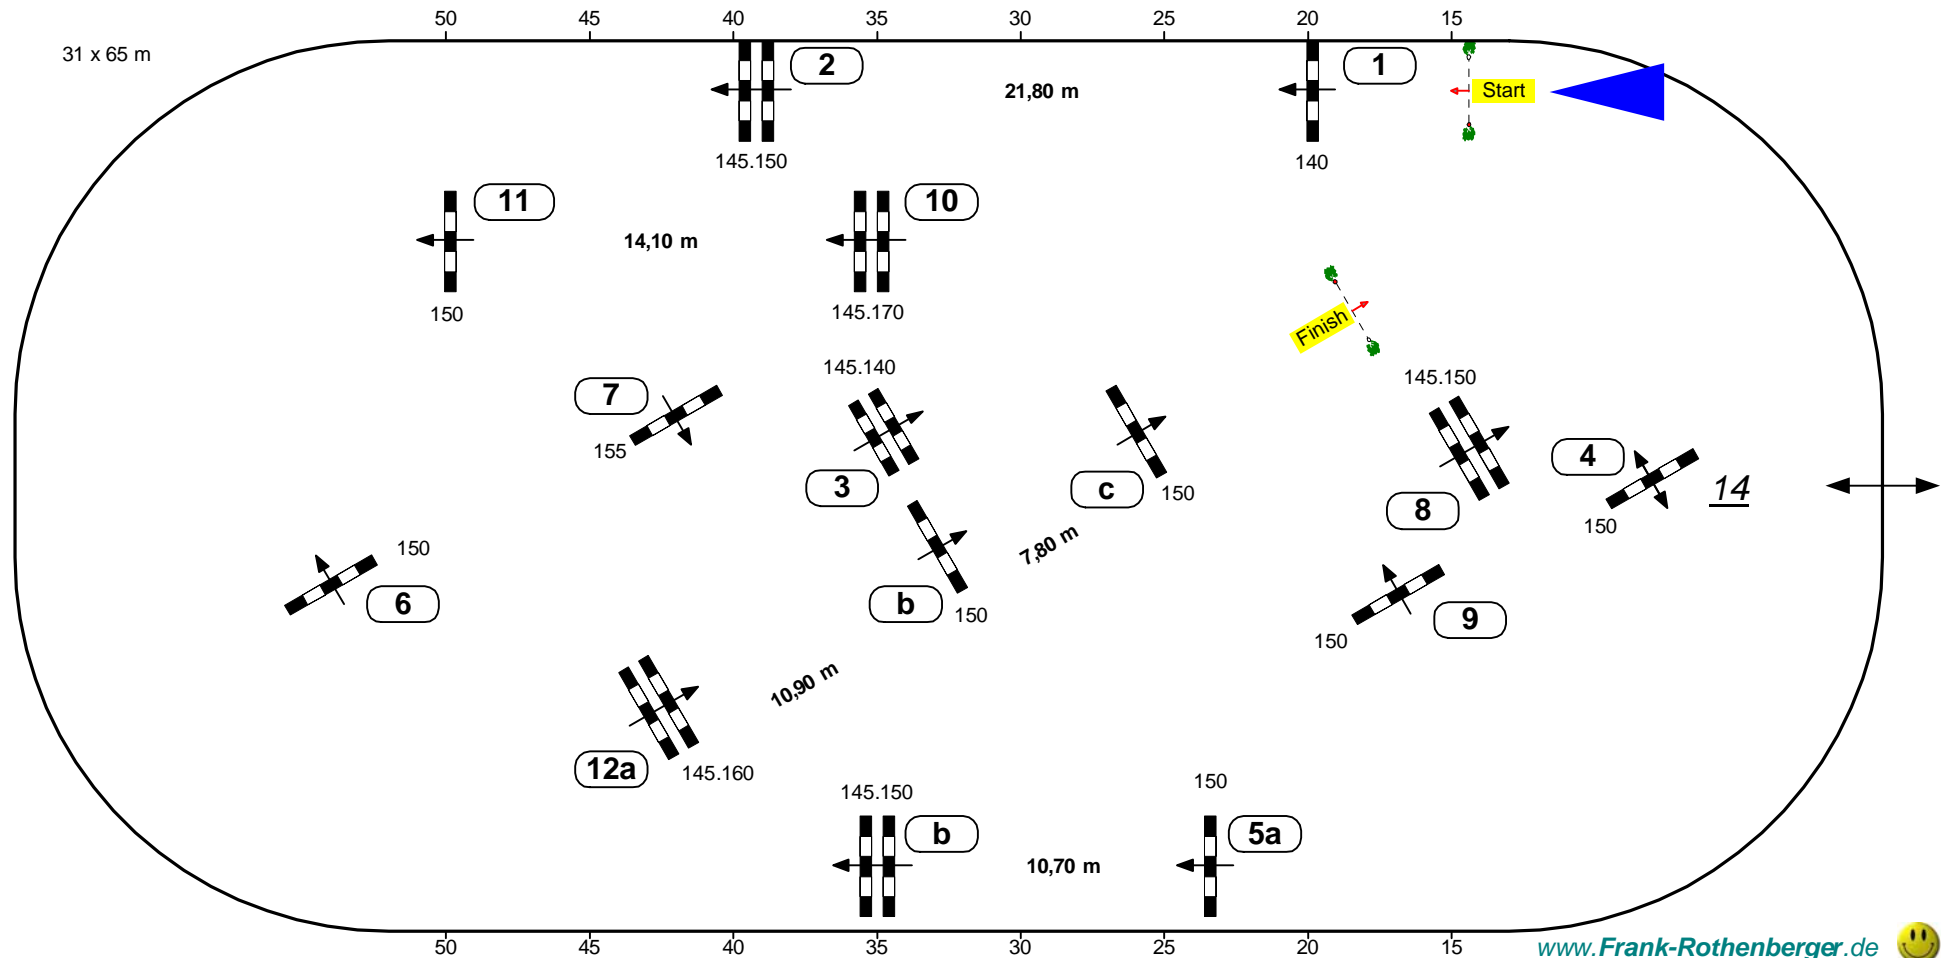 50 45 40 35 30 25 20 15
31 x 65 m
2
21,80 m
1
Start
145.150
140
11
10
14,10 m
150
145.170
Finish
145.140
145.150
7
155
3
c
150
4
14
8
150
7,80 m
150
6
b
150
9
150
10,90 m
12a
145.160
150
145.150
b
5a
10,70 m
50 45 40 35 30 25 20 15
www.Frank-Rothenberger.de